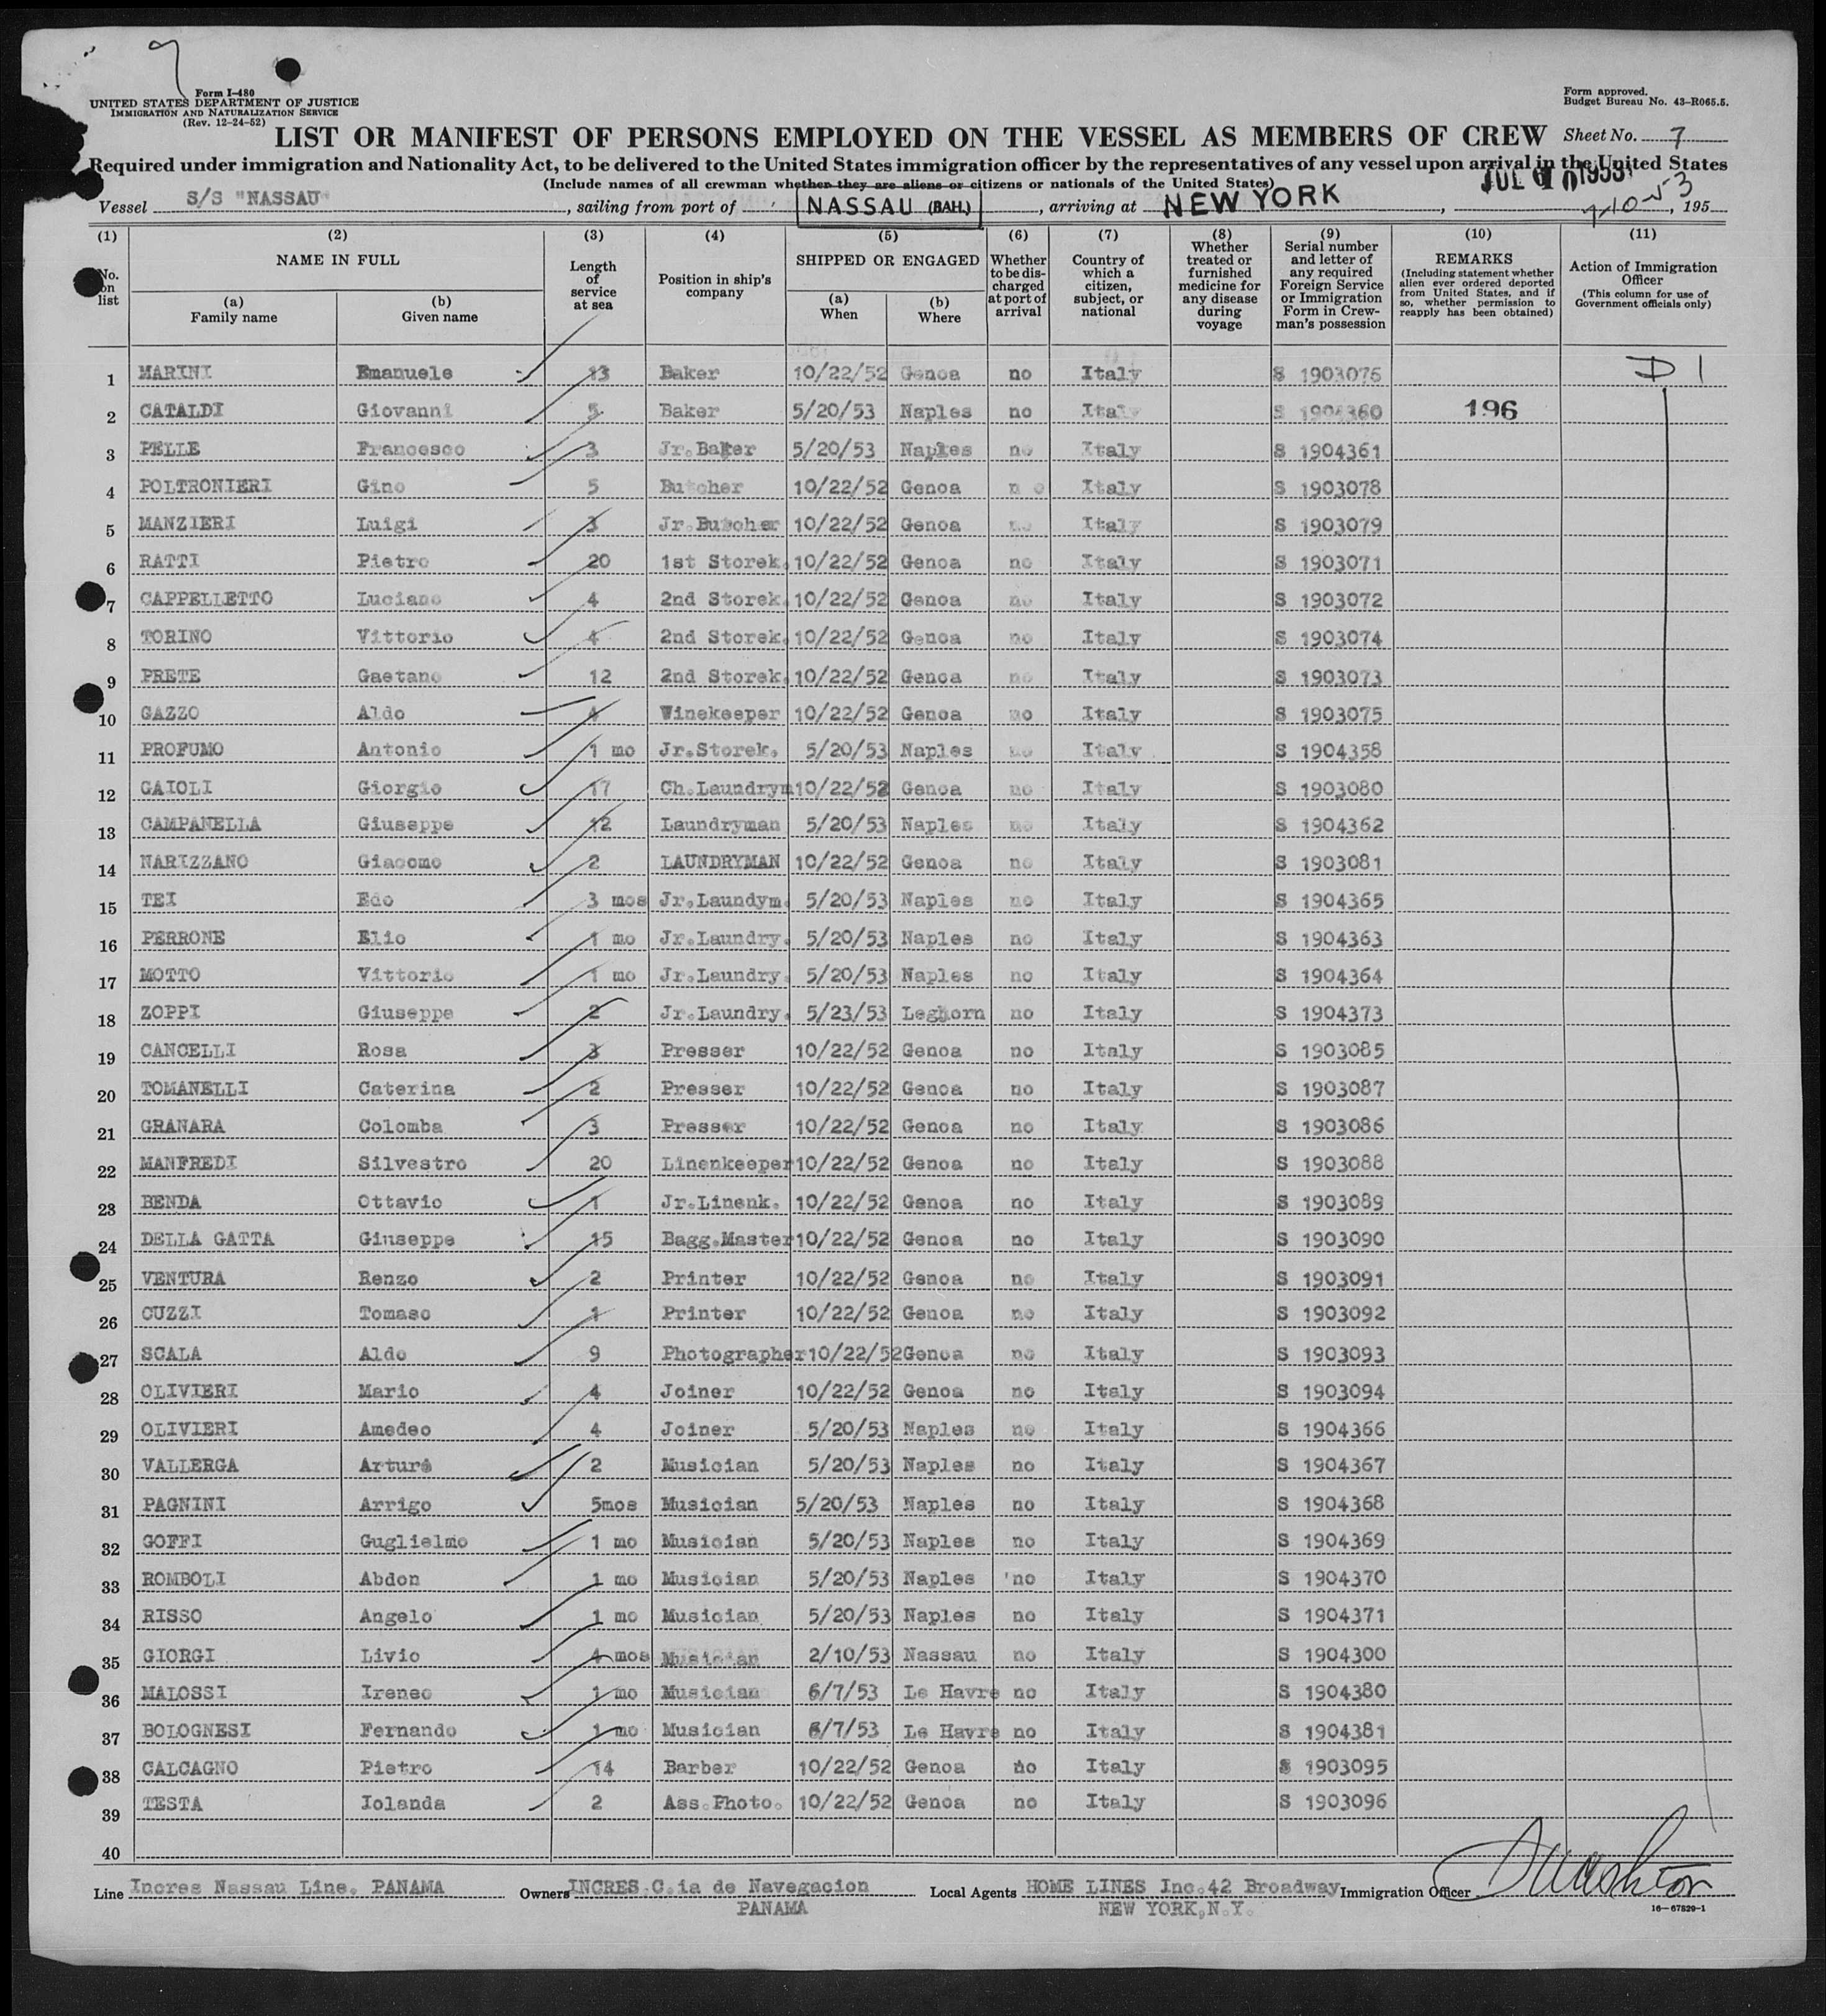 Form I-480
UNITED STATES DEPARTMENT OF JUSTICE
IMMIGRATION AND NATURALIZATION SERVICE
(Rev. 12-24-52)
Form approved.
Budget Bureau No. 43-R065.5.
LIST OR MANIFEST OF PERSONS EMPLOYED ON THE VESSEL AS MEMBERS OF CREW
Sheet No. 7
Required under immigration and Nationality Act, to be delivered to the United States immigration officer by the representatives of any vessel upon arrival in the United States
(Include names of all crewman whether they are aliens or citizens or nationals of the United States)
Vessel S/S "NASSAU", sailing from port of NASSAU (BAH.), arriving at NEW YORK, 7-10-53, 195
(1) (2) (3) (4) (5) (6) (7) (8) (9) (10) (11)
No. on list
NAME IN FULL
(a) Family name
(b) Given name
Length of service at sea
Position in ship's company
SHIPPED OR ENGAGED
(a) When
(b) Where
Whether to be discharged at port of arrival
Country of which a citizen, subject, or national
Whether treated or furnished medicine for any disease during voyage
Serial number and letter of any required Foreign Service or Immigration Form in Crewman's possession
REMARKS
(Including statement whether alien ever ordered deported from United States, and if so, whether permission to reapply has been obtained)
Action of Immigration Officer
(This column for use of Government officials only)
1 MARINI Emanuele 13 Baker 10/22/52 Genoa no Italy S 1903076 D 1
2 CATALDI Giovanni 5 Baker 5/20/53 Naples no Italy S 1904360 196
3 PELLE Francesco 3 Jr.Baker 5/20/53 Naples no Italy S 1904361
4 POLTRONIERI Gino 5 Butcher 10/22/52 Genoa n o Italy S 1903078
5 MANZIERI Luigi 3 Jr.Butcher 10/22/52 Genoa no Italy S 1903079
6 RATTI Pietro 20 1st Storek. 10/22/52 Genoa no Italy S 1903071
7 CAPPELLETTO Luciano 4 2nd Storek. 10/22/52 Genoa no Italy S 1903072
8 TORINO Vittorio 4 2nd Storek. 10/22/52 Genoa no Italy S 1903074
9 PRETE Gaetano 12 2nd Storek. 10/22/52 Genoa no Italy S 1903073
10 GAZZO Aldo 4 Winekeeper 10/22/52 Genoa no Italy S 1903075
11 PROFUMO Antonio 1 mo Jr.Storek. 5/20/53 Naples no Italy S 1904358
12 GAIOLI Giorgio 17 Ch.Laundrym 10/22/52 Genoa no Italy S 1903080
13 CAMPANELLA Giuseppe 12 Laundryman 5/20/53 Naples no Italy S 1904362
14 NARIZZANO Giacomo 2 LAUNDRYMAN 10/22/52 Genoa no Italy S 1903081
15 TEI Edo 3 mos Jr.Laundym. 5/20/53 Naples no Italy S 1904365
16 PERRONE Elio 1 mo Jr.Laundry. 5/20/53 Naples no Italy S 1904363
17 MOTTO Vittorio 1 mo Jr.Laundry. 5/20/53 Naples no Italy S 1904364
18 ZOPPI Giuseppe 2 Jr.Laundry. 5/23/53 Leghorn no Italy S 1904373
19 CANCELLI Rosa 3 Presser 10/22/52 Genoa no Italy S 1903085
20 TOMANELLI Caterina 2 Presser 10/22/52 Genoa no Italy S 1903087
21 GRANARA Colomba 3 Presser 10/22/52 Genoa no Italy S 1903086
22 MANFREDI Silvestro 20 Linenkeeper 10/22/52 Genoa no Italy S 1903088
23 BENDA Ottavio 1 Jr.Linenk. 10/22/52 Genoa no Italy S 1903089
24 DELLA GATTA Giuseppe 15 Bagg.Master 10/22/52 Genoa no Italy S 1903090
25 VENTURA Renzo 2 Printer 10/22/52 Genoa no Italy S 1903091
26 CUZZI Tomaso 1 Printer 10/22/52 Genoa no Italy S 1903092
27 SCALA Aldo 9 Photographer 10/22/52 Genoa no Italy S 1903093
28 OLIVIERI Mario 4 Joiner 10/22/52 Genoa no Italy S 1903094
29 OLIVIERI Amedeo 4 Joiner 5/20/53 Naples no Italy S 1904366
30 VALLERGA Arturo 2 Musician 5/20/53 Naples no Italy S 1904367
31 PAGNINI Arrigo 5mos Musician 5/20/53 Naples no Italy S 1904368
32 GOFFI Guglielmo 1 mo Musician 5/20/53 Naples no Italy S 1904369
33 ROMBOLI Abdon 1 mo Musician 5/20/53 Naples no Italy S 1904370
34 RISSO Angelo 1 mo Musician 5/20/53 Naples no Italy S 1904371
35 GIORGI Livio 4 mos Musician 2/10/53 Nassau no Italy S 1904300
36 MALOSSI Ireneo 1 mo Musician 6/7/53 Le Havre no Italy S 1904380
37 BOLOGNESI Fernando 1 mo Musician 6/7/53 Le Havre no Italy S 1904381
38 CALCAGNO Pietro 14 Barber 10/22/52 Genoa no Italy S 1903095
39 TESTA Iolanda 2 Ass.Photo. 10/22/52 Genoa no Italy S 1903096
40
Line Incres Nassau Line. PANAMA Owners INCRES C.ia de Navegacion PANAMA Local Agents HOME LINES Inc.42 Broadway NEW YORK,N.Y. Immigration Officer
16-67829-1